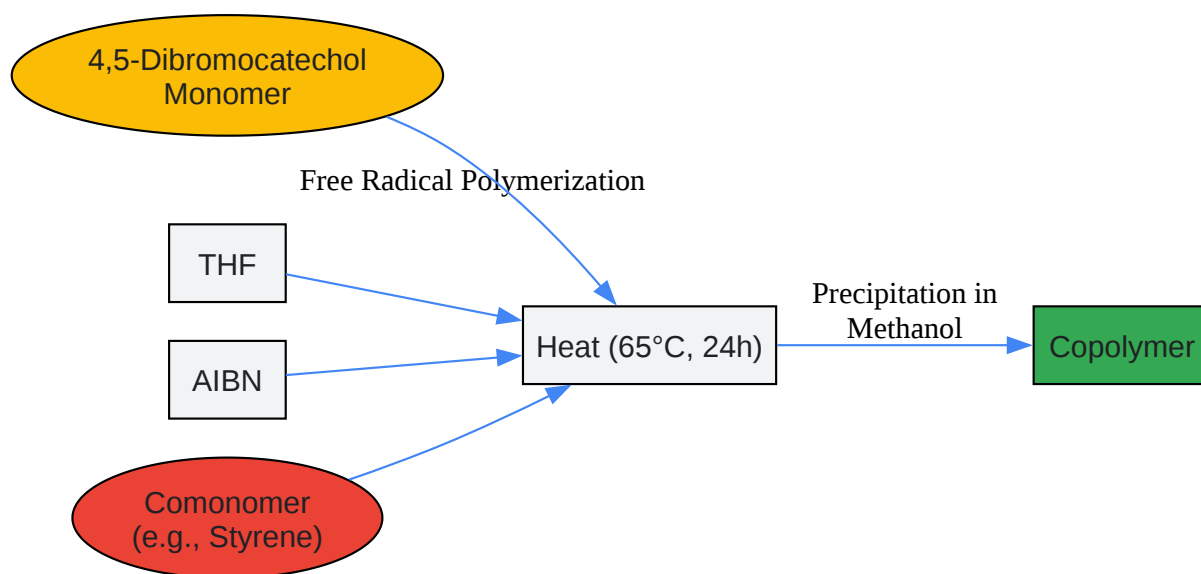 4,5-Dibromocatechol
Monomer
Free Radical Polymerization
THF
AIBN
Comonomer
(e.g., Styrene)
Heat (65°C, 24h)
Precipitation in
Methanol
Copolymer